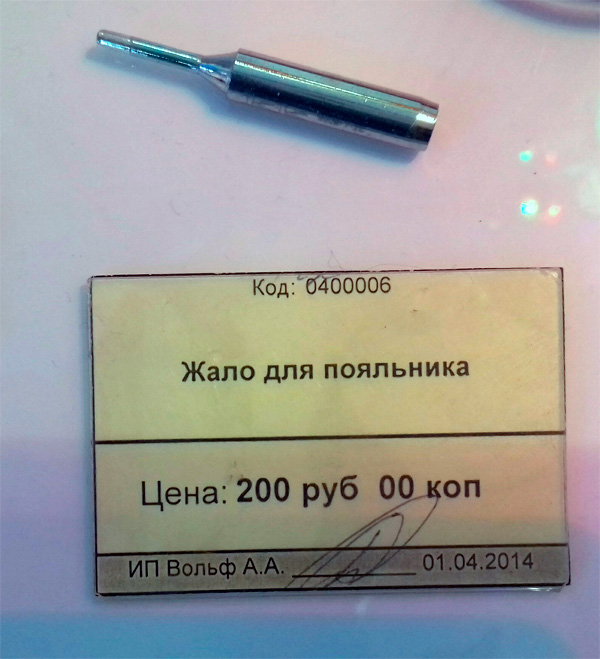 Код: 0400006
Жало для пояльника
Цена: 200 руб 00 коп
ИП Вольф А.А. 01.04.2014